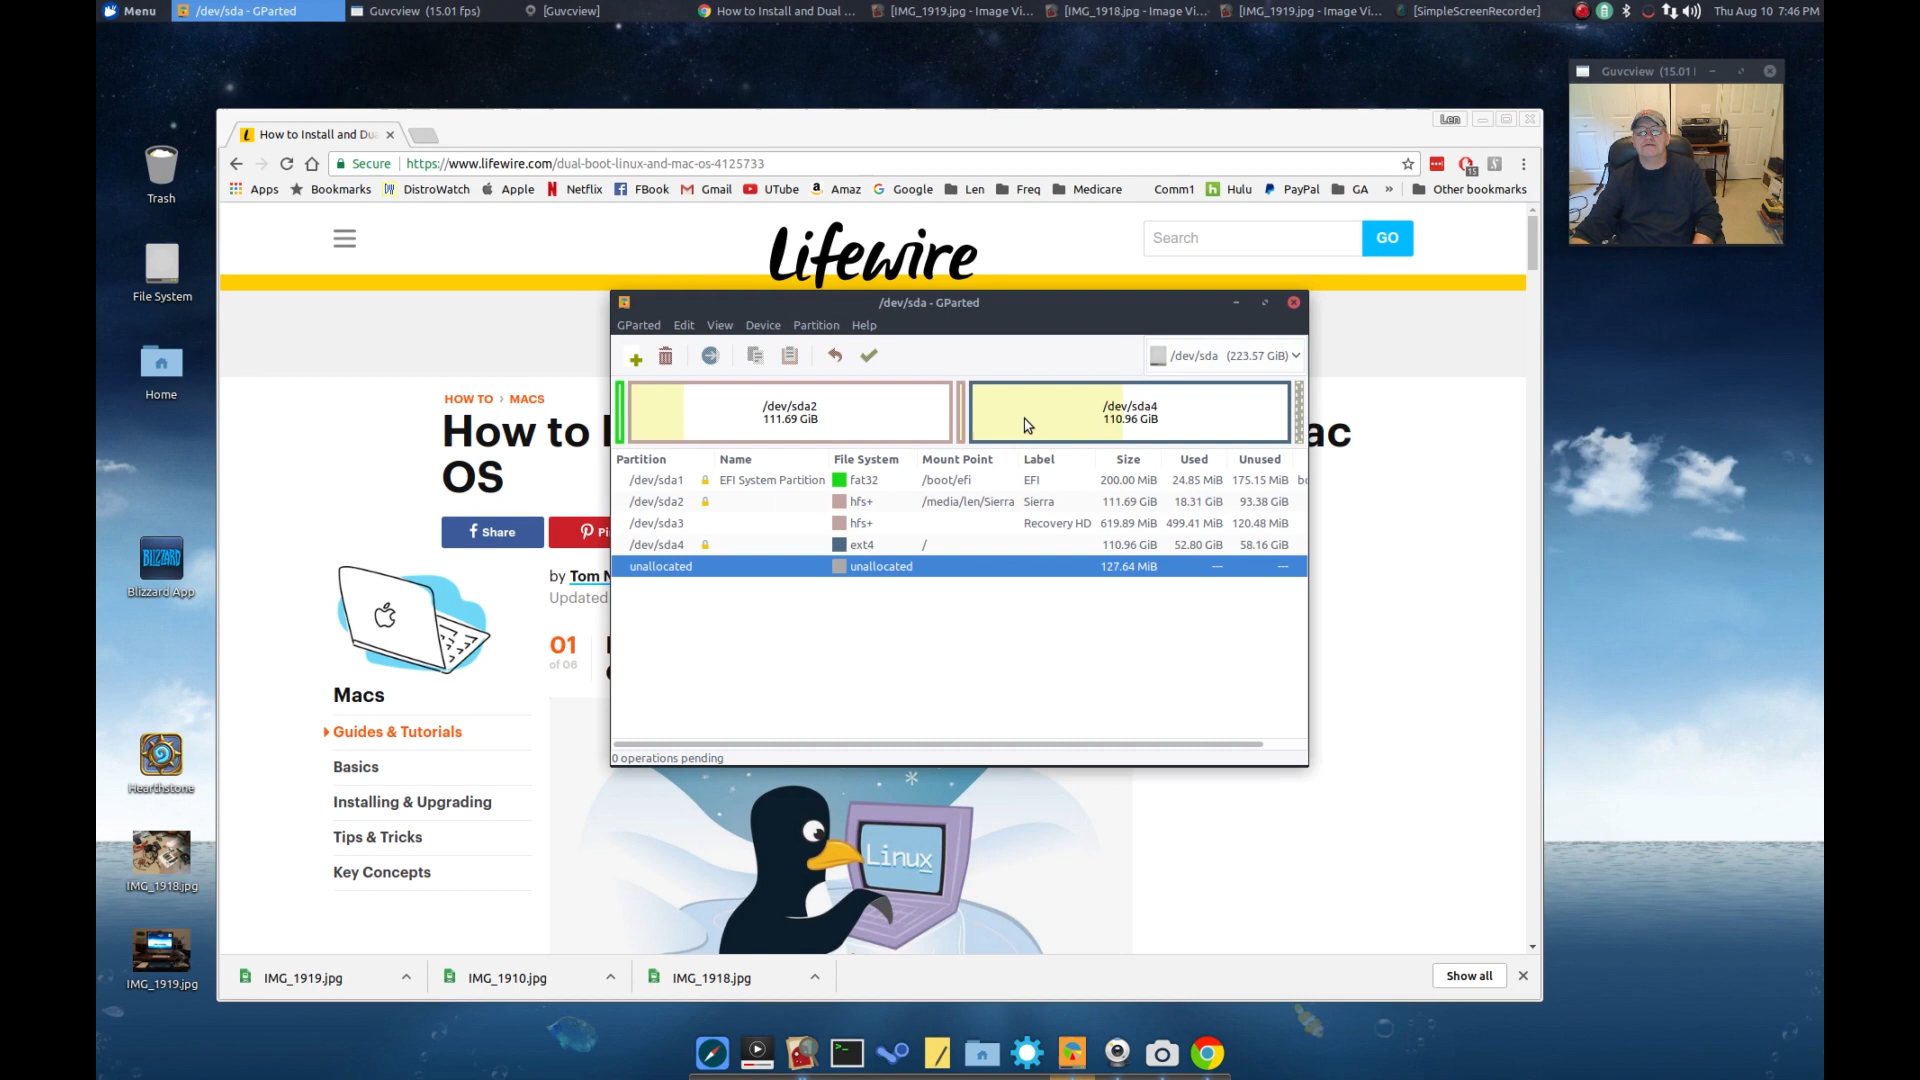 Menu /dev/sda - GParted Guvcview (15.01 fps) [Guvcview] How to Install and Dual ... [IMG_1919.jpg - Image Vi... [IMG_1918.jpg - Image Vi... [IMG_1919.jpg - Image Vi... [SimpleScreenRecorder] Thu Aug 10 7:46 PM
Guvcview (15.01
Trash
File System
Home
BLIZZARD
Blizzard App
Hearthstone
IMG_1918.jpg
IMG_1919.jpg
How to Install and Dua
Len
Secure https://www.lifewire.com/dual-boot-linux-and-mac-os-4125733
15
Apps Bookmarks DistroWatch Apple Netflix FBook Gmail UTube Amaz Google Len Freq Medicare Comm1 Hulu PayPal GA » Other bookmarks
Lifewire
Search GO
HOW TO › MACS
How to
ac
OS
Share
Pi
by Tom
Updated
01
of 06
Macs
Guides & Tutorials
Basics
Installing & Upgrading
Tips & Tricks
Key Concepts
Linux
/dev/sda - GParted
GParted Edit View Device Partition Help
/dev/sda (223.57 GiB)
/dev/sda2
111.69 GiB
/dev/sda4
110.96 GiB
Partition Name File System Mount Point Label Size Used Unused
/dev/sda1 EFI System Partition fat32 /boot/efi EFI 200.00 MiB 24.85 MiB 175.15 MiB bo
/dev/sda2 hfs+ /media/len/Sierra Sierra 111.69 GiB 18.31 GiB 93.38 GiB
/dev/sda3 hfs+ Recovery HD 619.89 MiB 499.41 MiB 120.48 MiB
/dev/sda4 ext4 / 110.96 GiB 52.80 GiB 58.16 GiB
unallocated unallocated 127.64 MiB --- ---
0 operations pending
IMG_1919.jpg IMG_1910.jpg IMG_1918.jpg Show all